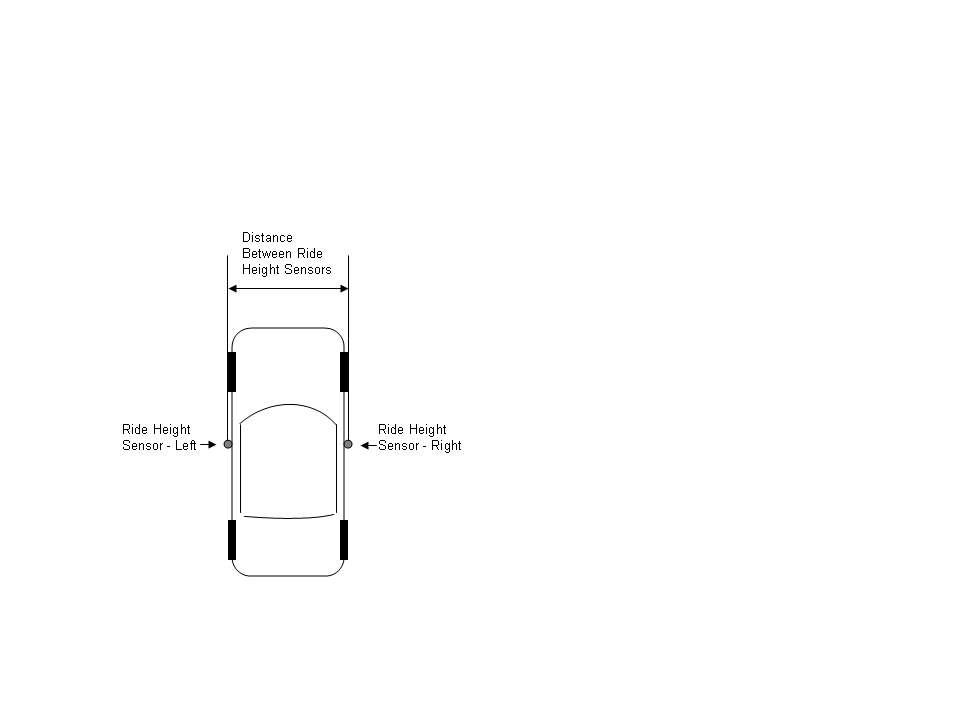 Distance
Between Ride
Height Sensors
Ride Height
Sensor - Left
Ride Height
Sensor - Right